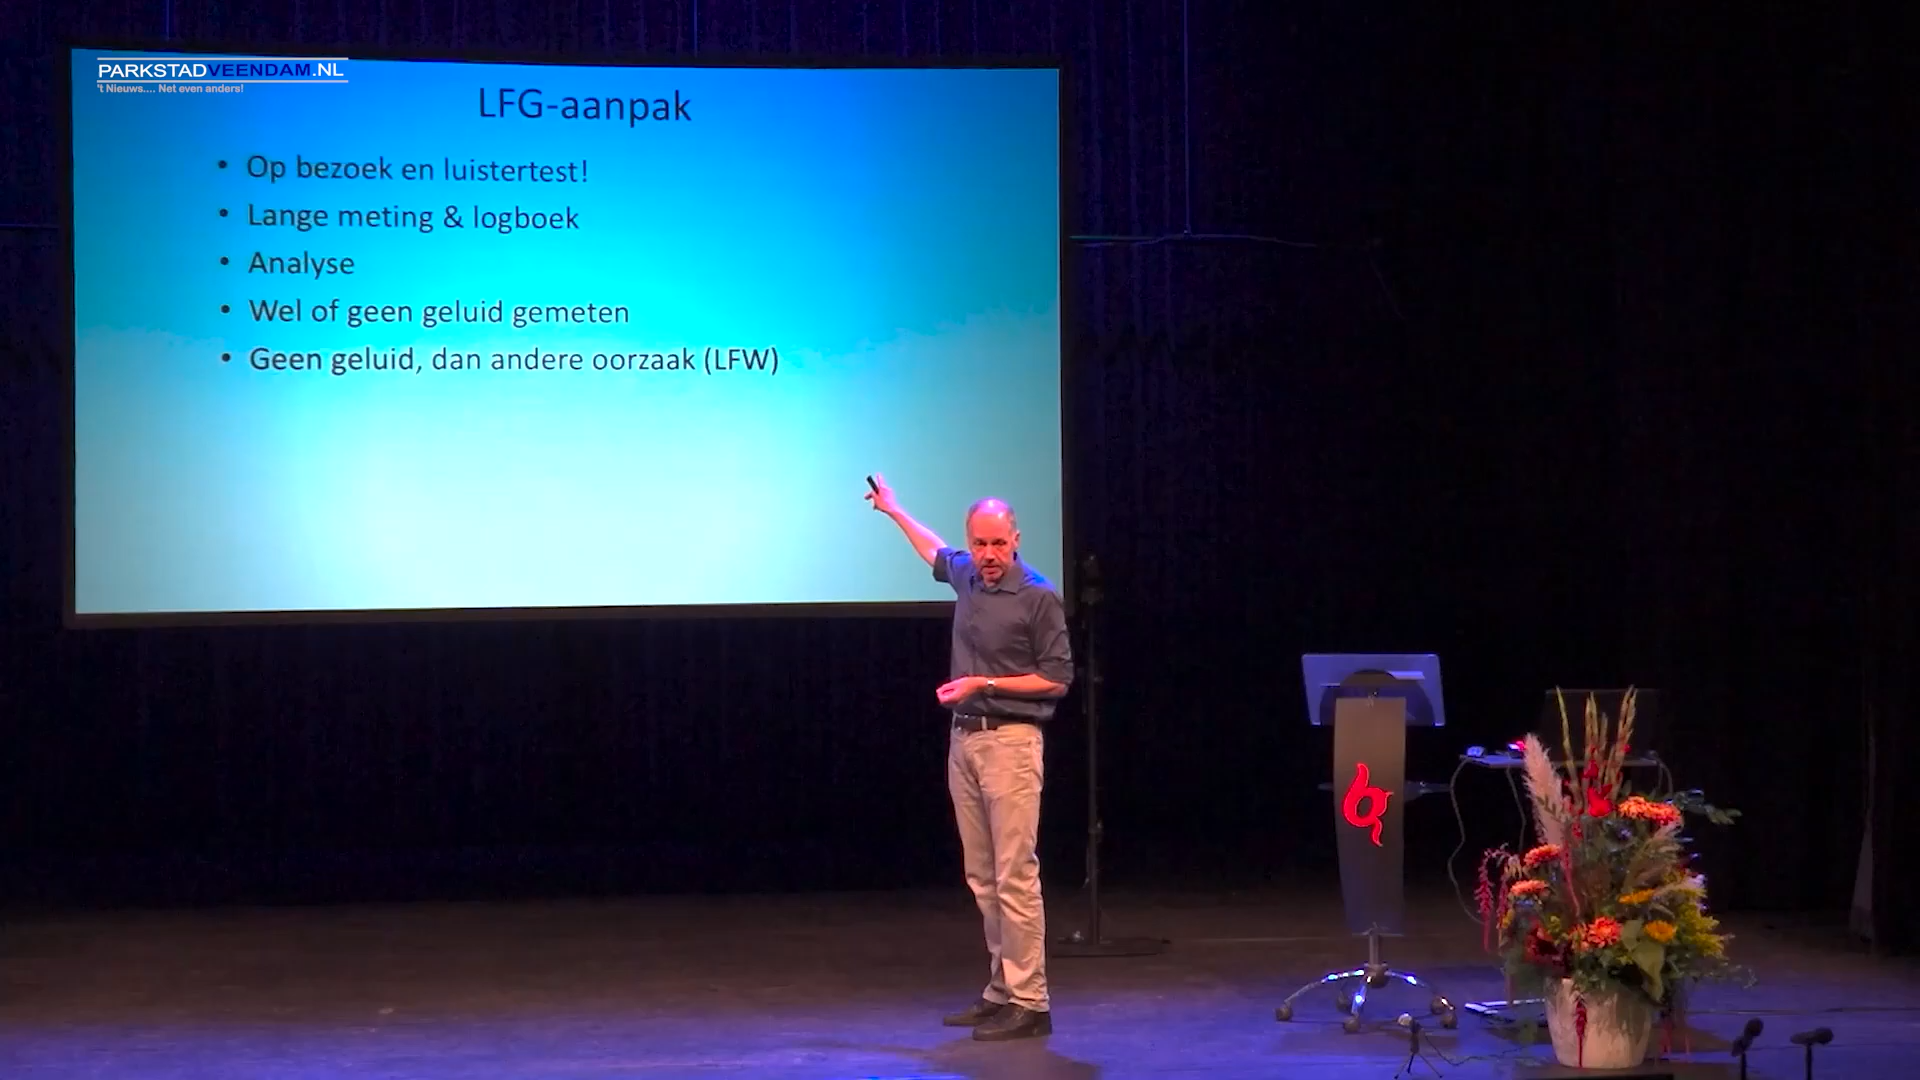 PARKSTADVEENDAM.NL
't Nieuws.... Net even anders!
LFG-aanpak
• Op bezoek en luistertest!
• Lange meting & logboek
• Analyse
• Wel of geen geluid gemeten
• Geen geluid, dan andere oorzaak (LFW)